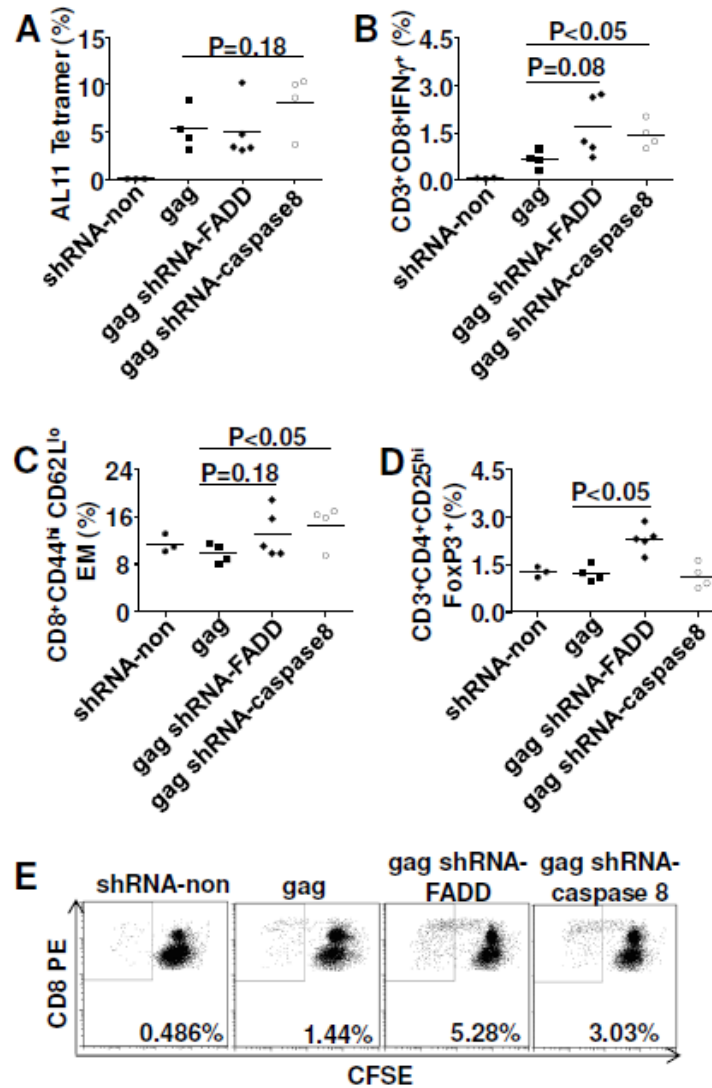 A
AL11 Tetramer (%)
15
10
5
0
P=0.18
shRNA-non
gag
gag shRNA-FADD
gag shRNA-caspase8
B
CD3⁺CD8⁺IFNγ⁺ (%)
4.5
3.0
1.5
0.0
P<0.05
P=0.08
shRNA-non
gag
gag shRNA-FADD
gag shRNA-caspase8
C
CD8⁺CD44ʰⁱ CD62Lˡᵒ
EM (%)
24
16
8
0
P<0.05
P=0.18
shRNA-non
gag
gag shRNA-FADD
gag shRNA-caspase8
D
CD3⁺CD4⁺CD25ʰⁱ
FoxP3⁺ (%)
4.5
3.0
1.5
0.0
P<0.05
shRNA-non
gag
gag shRNA-FADD
gag shRNA-caspase8
E
shRNA-non
gag
gag shRNA-
FADD
gag shRNA-
caspase 8
CD8 PE
0.486%
1.44%
5.28%
3.03%
CFSE